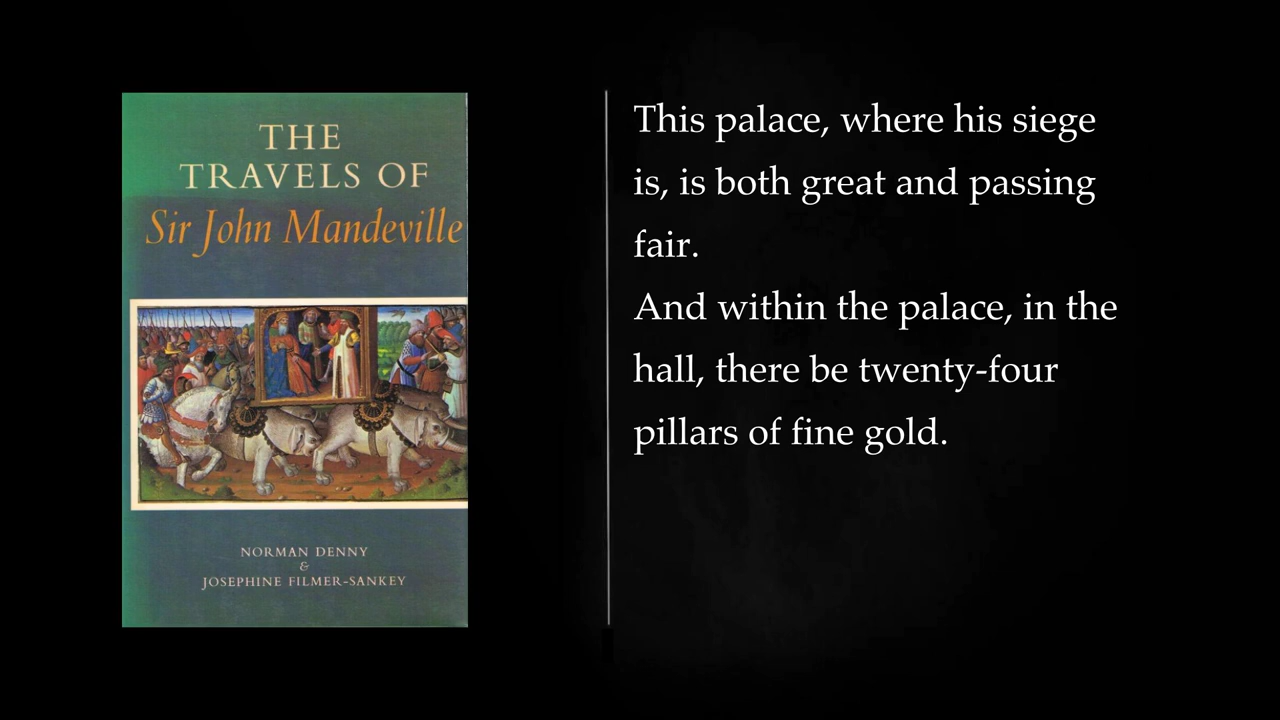 THE
TRAVELS OF
Sir John Mandeville
NORMAN DENNY
&
JOSEPHINE FILMER-SANKEY
This palace, where his siege
is, is both great and passing
fair.
And within the palace, in the
hall, there be twenty-four
pillars of fine gold.